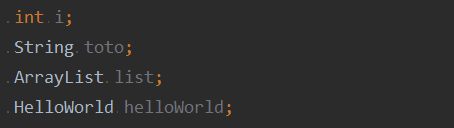 int i;
String toto;
ArrayList list;
HelloWorld helloWorld;